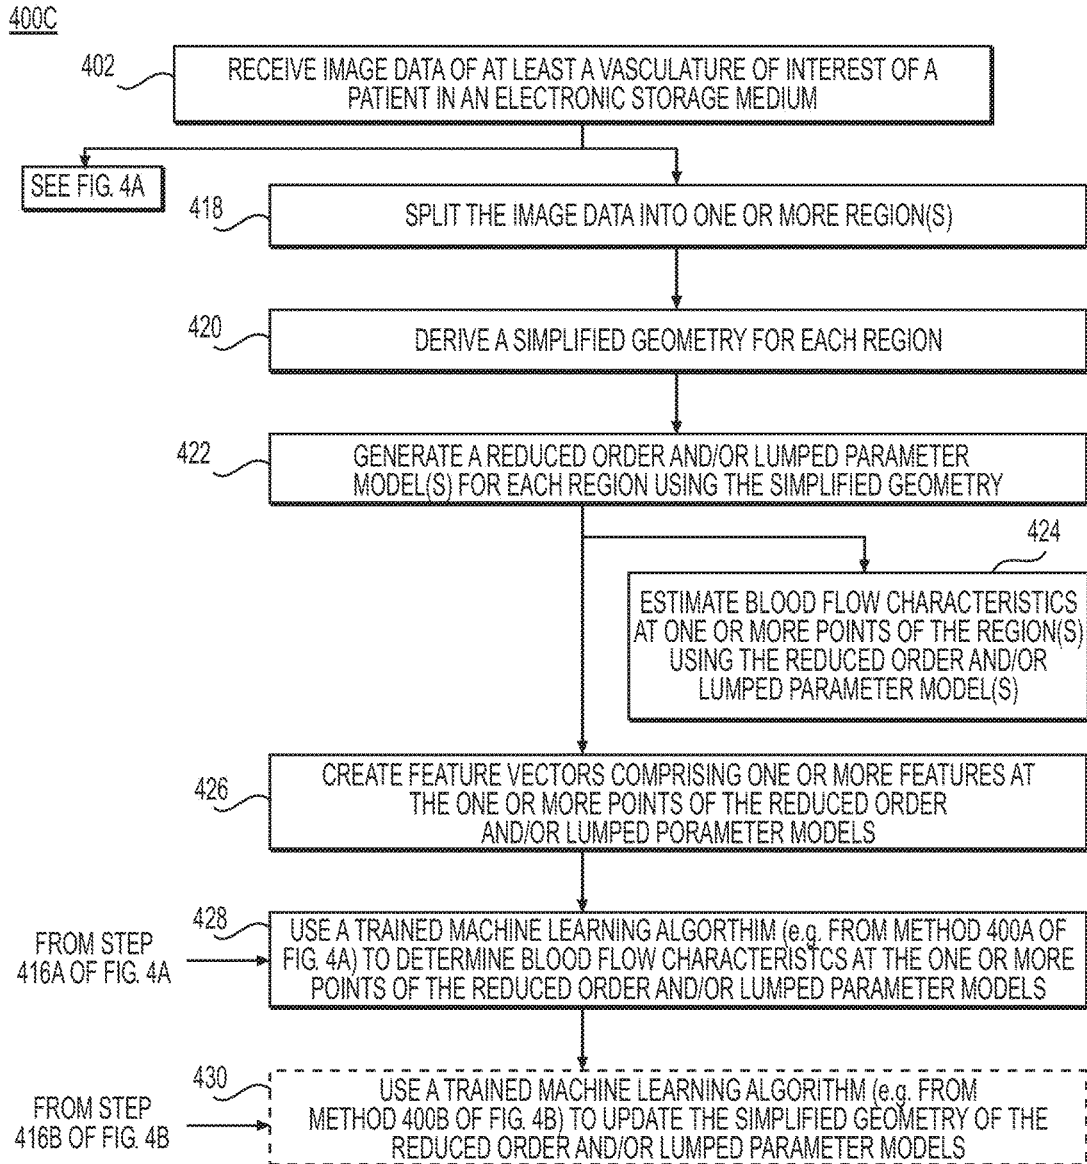 400C
402
RECEIVE IMAGE DATA OF AT LEAST A VASCULATURE OF INTEREST OF A
PATIENT IN AN ELECTRONIC STORAGE MEDIUM
SEE FIG. 4A
418
SPLIT THE IMAGE DATA INTO ONE OR MORE REGION(S)
420
DERIVE A SIMPLIFIED GEOMETRY FOR EACH REGION
422
GENERATE A REDUCED ORDER AND/OR LUMPED PARAMETER
MODEL(S) FOR EACH REGION USING THE SIMPLIFIED GEOMETRY
424
ESTIMATE BLOOD FLOW CHARACTERISTICS
AT ONE OR MORE POINTS OF THE REGION(S)
USING THE REDUCED ORDER AND/OR
LUMPED PARAMETER MODEL(S)
426
CREATE FEATURE VECTORS COMPRISING ONE OR MORE FEATURES AT
THE ONE OR MORE POINTS OF THE REDUCED ORDER
AND/OR LUMPED PORAMETER MODELS
FROM STEP
416A OF FIG. 4A
428
USE A TRAINED MACHINE LEARNING ALGORTHIM (e.g. FROM METHOD 400A OF
FIG. 4A) TO DETERMINE BLOOD FLOW CHARACTERISTCS AT THE ONE OR MORE
POINTS OF THE REDUCED ORDER AND/OR LUMPED PARAMETER MODELS
FROM STEP
416B OF FIG. 4B
430
USE A TRAINED MACHINE LEARNING ALGORITHM (e.g. FROM
METHOD 400B OF FIG. 4B) TO UPDATE THE SIMPLIFIED GEOMETRY OF THE
REDUCED ORDER AND/OR LUMPED PARAMETER MODELS